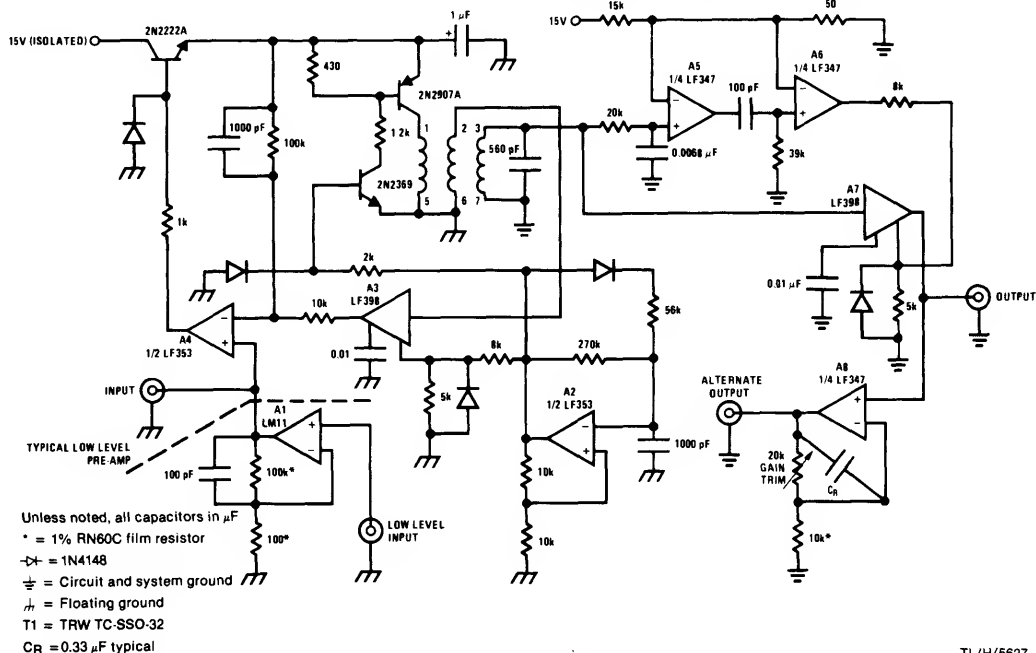 15V (ISOLATED)
2N2222A
1 µF
+
430
2N2907A
1000 pF
100k
1 2k
2N2369
1
2
3
5
6
7
560 pF
15k
15V
50
A5
1/4 LF347
A6
1/4 LF347
100 pF
20k
0.0068 µF
39k
8k
A7
LF398
0.01 µF
5k
OUTPUT
1k
2k
A3
LF398
10k
0.01
5k
8k
56k
270k
A4
1/2 LF353
INPUT
TYPICAL LOW LEVEL
PRE-AMP
A1
LM11
100 pF
100k*
100*
LOW LEVEL
INPUT
A2
1/2 LF353
10k
10k
1000 pF
ALTERNATE
OUTPUT
A8
1/4 LF347
20k
GAIN
TRIM
CR
10k*
Unless noted, all capacitors in µF
* = 1% RN60C film resistor
= 1N4148
= Circuit and system ground
= Floating ground
T1 = TRW TC-SSO-32
CR = 0.33 µF typical
TL/H/5627